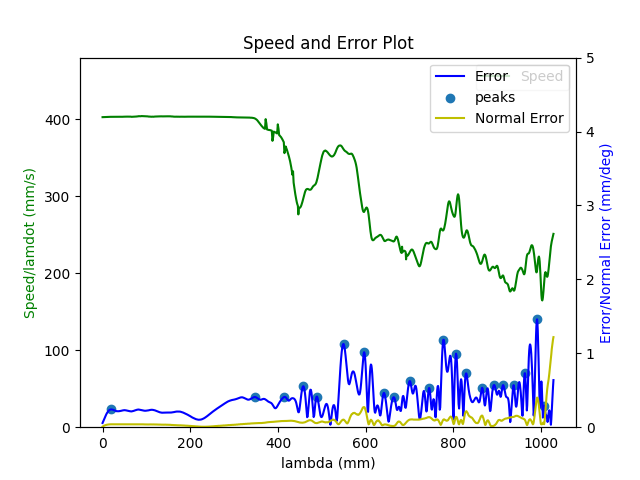 Speed and Error Plot
Error
Speed
peaks
Normal Error
Speed/lamdot (mm/s)
400
300
200
100
0
5
4
3
2
1
0
Error/Normal Error (mm/deg)
0
200
400
600
800
1000
lambda (mm)